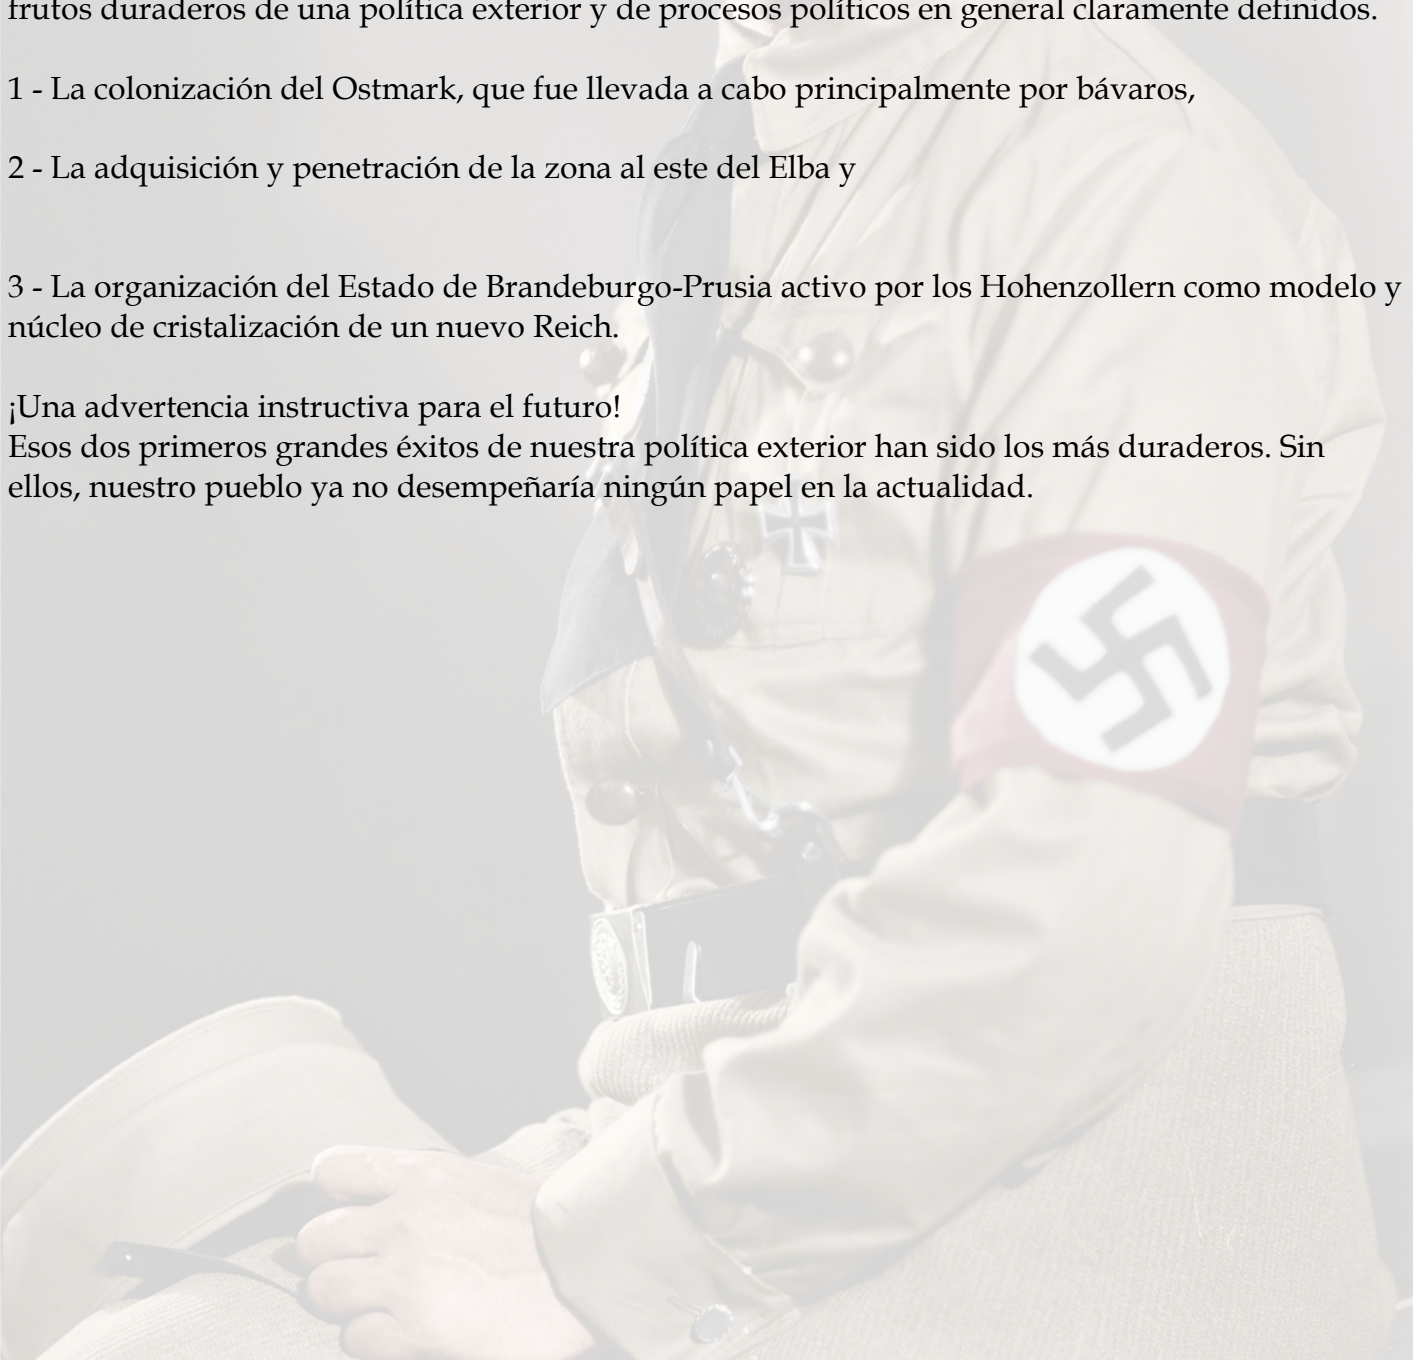 frutos duraderos de una política exterior y de procesos políticos en general claramente definidos.
1 - La colonización del Ostmark, que fue llevada a cabo principalmente por bávaros,
2 - La adquisición y penetración de la zona al este del Elba y
3 - La organización del Estado de Brandeburgo-Prusia activo por los Hohenzollern como modelo y
núcleo de cristalización de un nuevo Reich.
¡Una advertencia instructiva para el futuro!
Esos dos primeros grandes éxitos de nuestra política exterior han sido los más duraderos. Sin
ellos, nuestro pueblo ya no desempeñaría ningún papel en la actualidad.